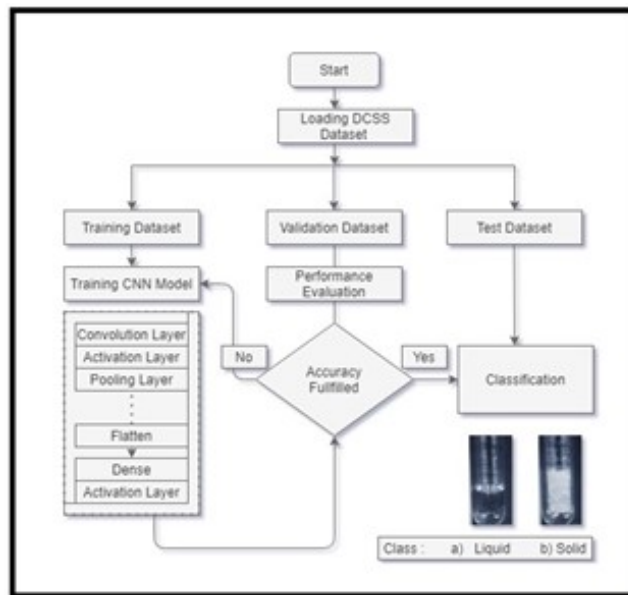 Start
Loading DCSS
Dataset
Training Dataset
Validation Dataset
Test Dataset
Training CNN Model
Performance
Evaluation
Convolution Layer
Activation Layer
Pooling Layer
Flatten
Dense
Activation Layer
No
Accuracy
Fullfilled
Yes
Classification
Class : a) Liquid b) Solid